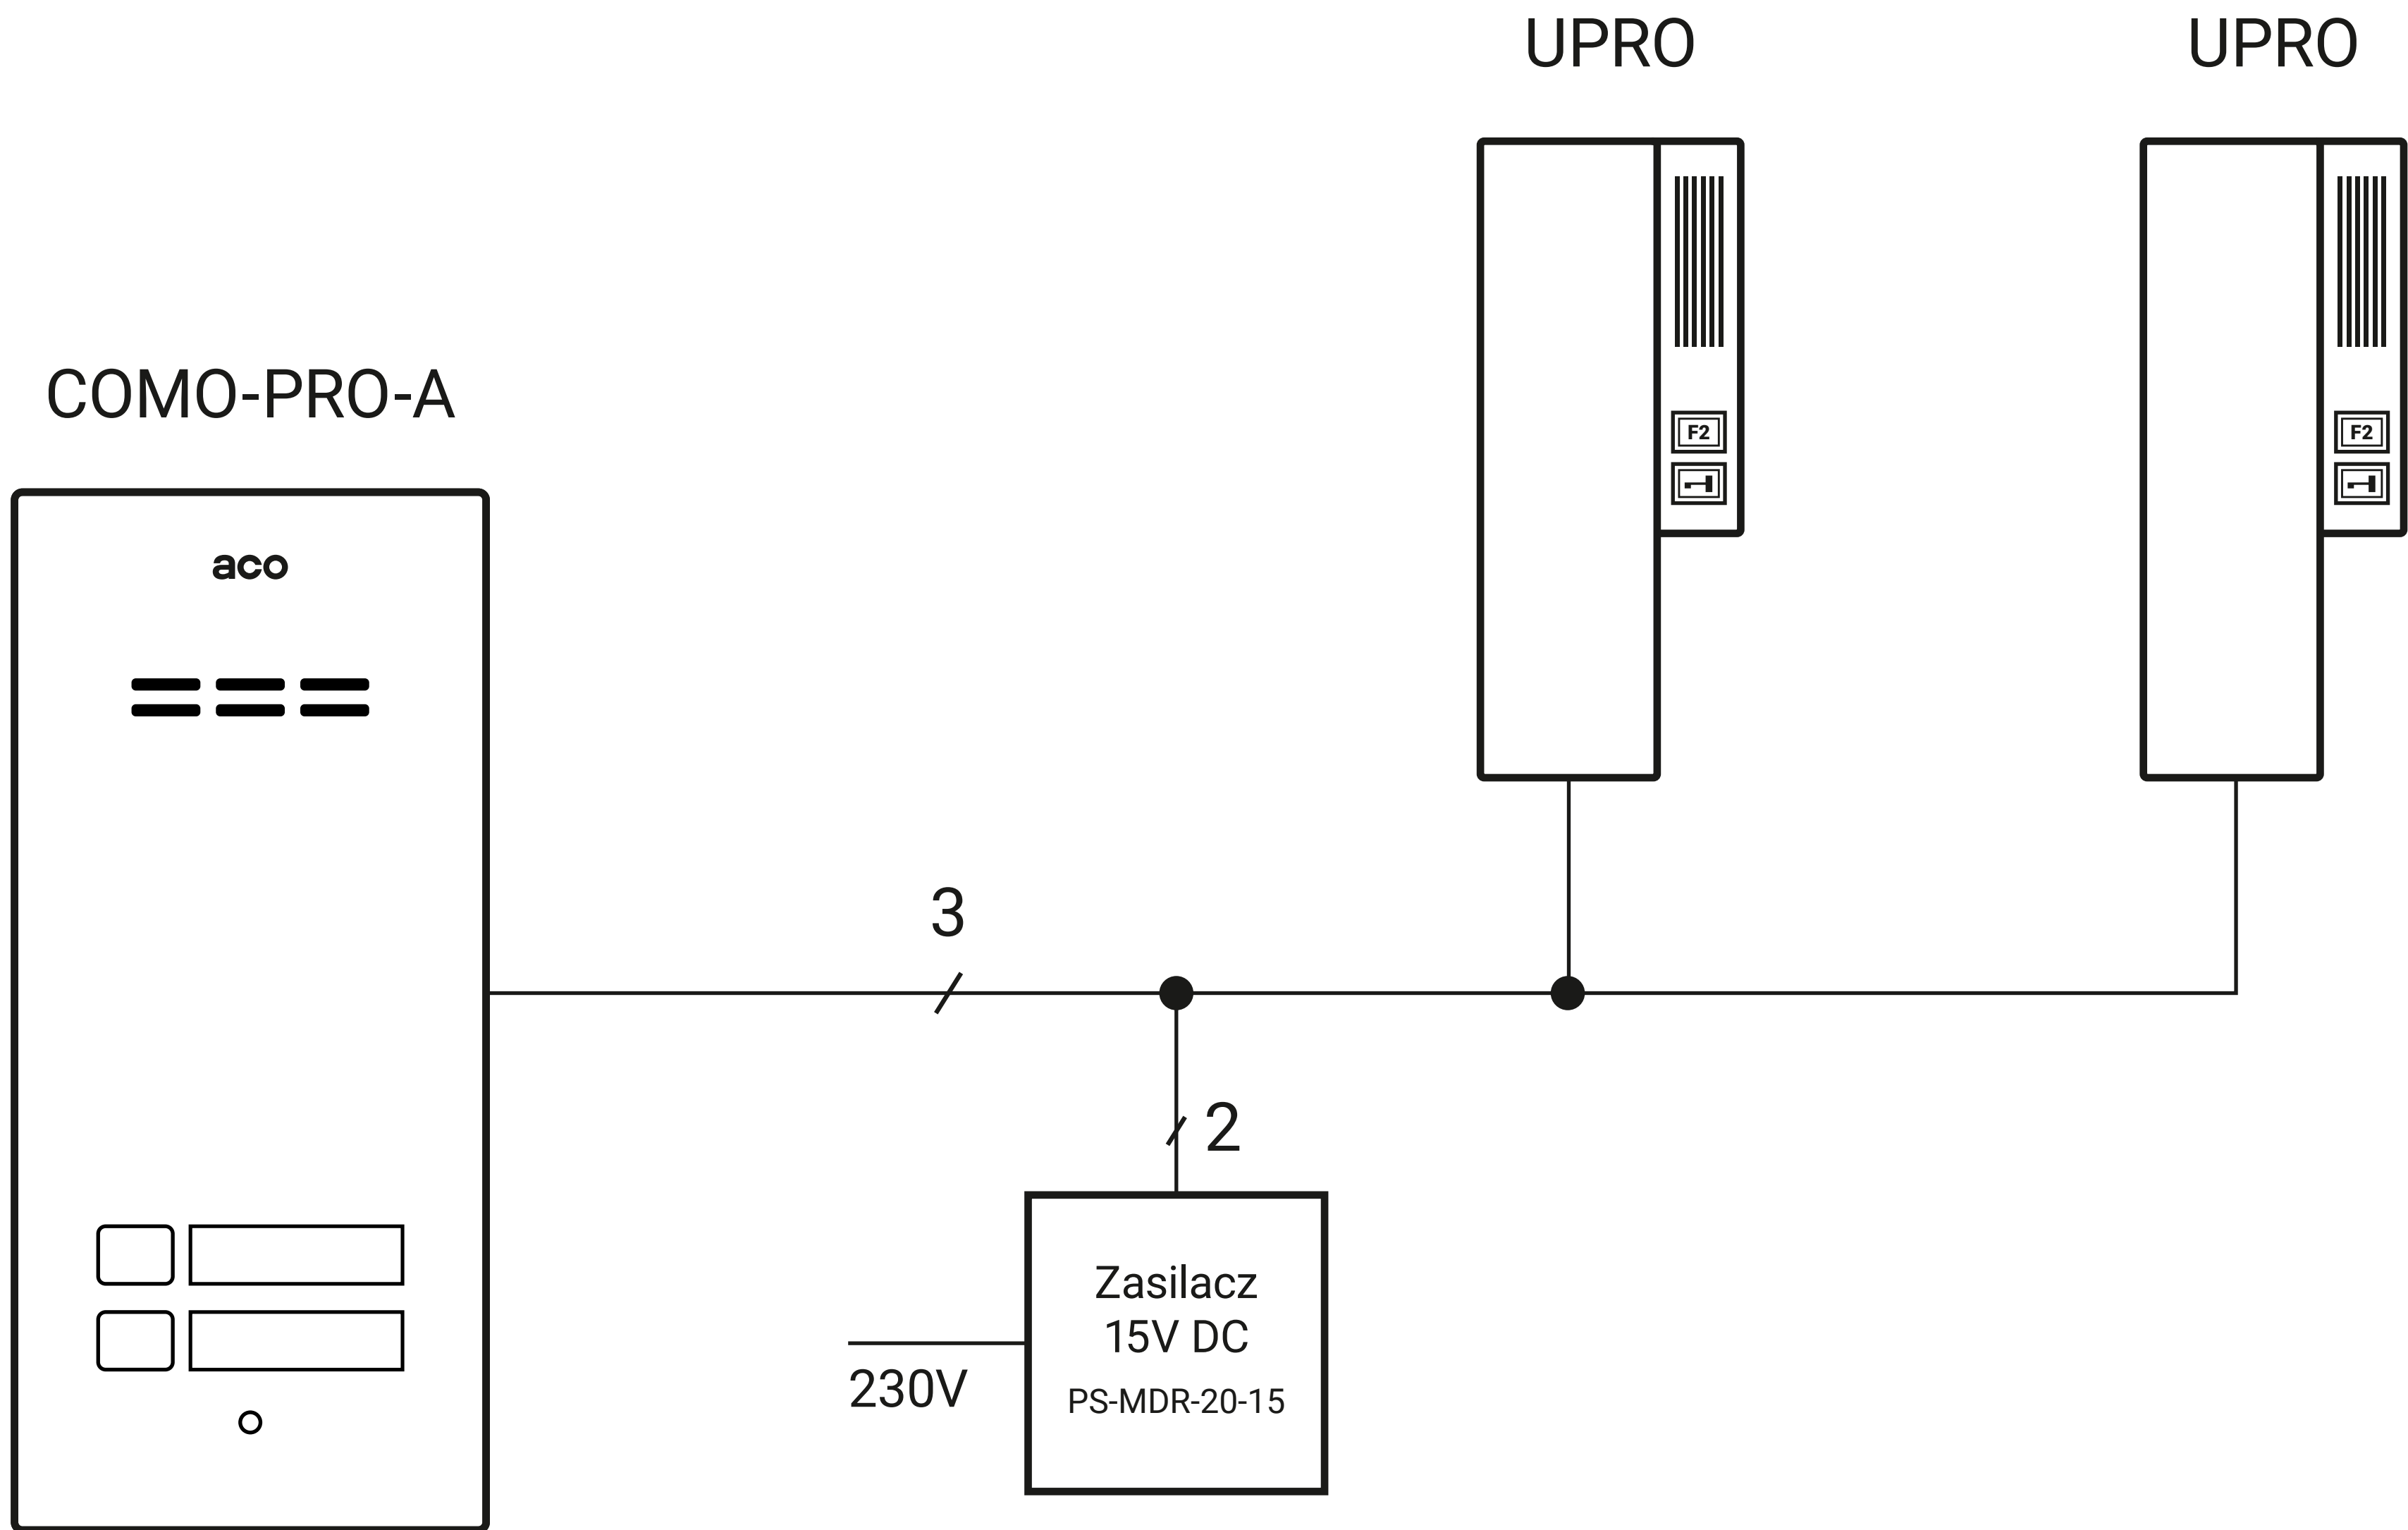 UPRO
UPRO
COMO-PRO-A
aco
F2
F2
3
2
Zasilacz
15V DC
PS-MDR-20-15
230V